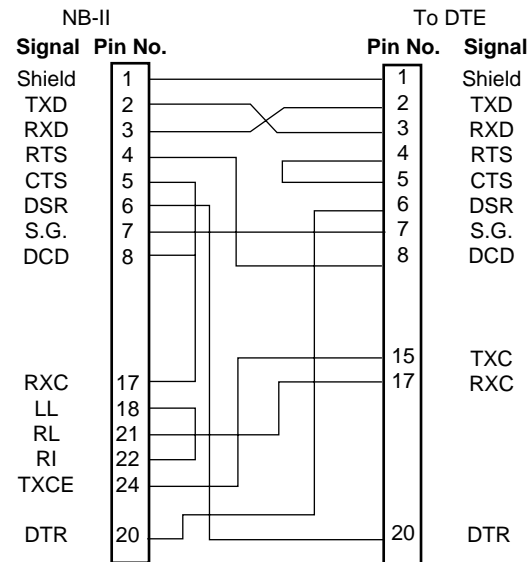 NB-II To DTE
Signal Pin No. Pin No. Signal
Shield 1 1 Shield
TXD 2 2 TXD
RXD 3 3 RXD
RTS 4 4 RTS
CTS 5 5 CTS
DSR 6 6 DSR
S.G. 7 7 S.G.
DCD 8 8 DCD
15 TXC
RXC 17 17 RXC
LL 18
RL 21
RI 22
TXCE 24
DTR 20 20 DTR